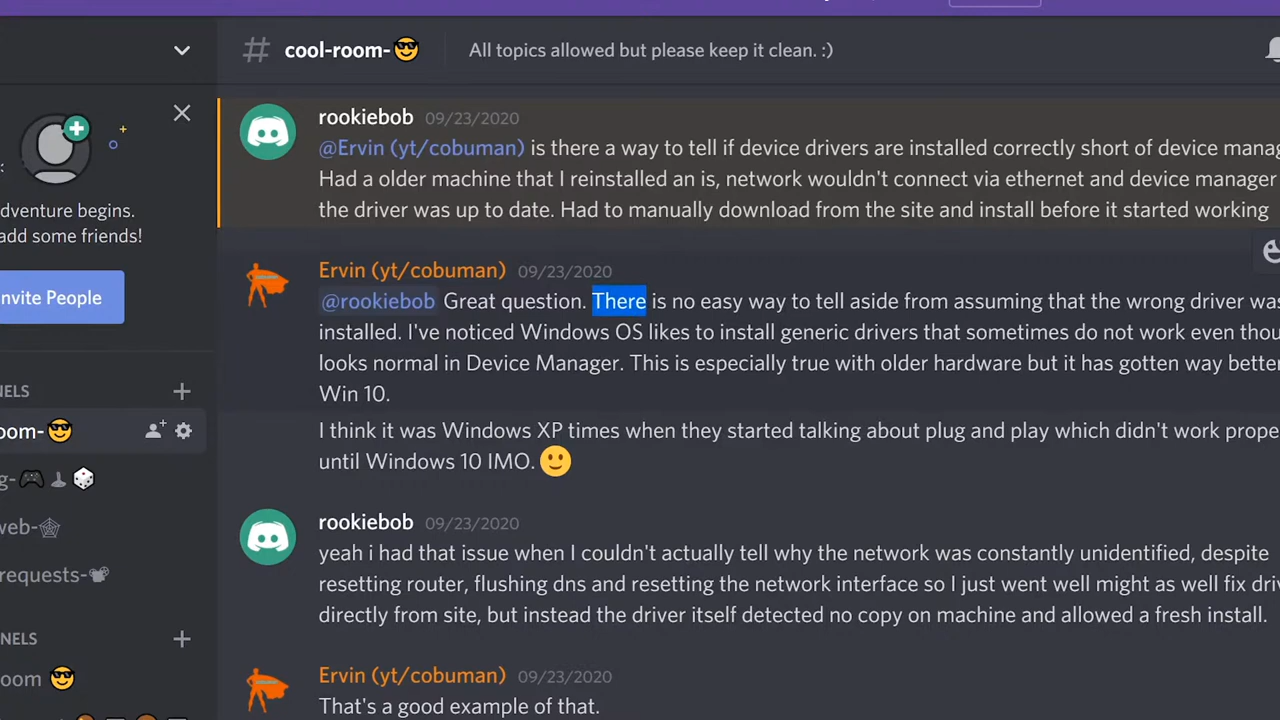 cool-room-😎
All topics allowed but please keep it clean. :)
rookiebob 09/23/2020
@Ervin (yt/cobuman) is there a way to tell if device drivers are installed correctly short of device
Had a older machine that I reinstalled an is, network wouldn't connect via ethernet and device manager
the driver was up to date. Had to manually download from the site and install before it started working
adventure begins.
add some friends!
Invite People
Ervin (yt/cobuman) 09/23/2020
@rookiebob Great question. There is no easy way to tell aside from assuming that the wrong driver
installed. I've noticed Windows OS likes to install generic drivers that sometimes do not work even
looks normal in Device Manager. This is especially true with older hardware but it has gotten way better
Win 10.
I think it was Windows XP times when they started talking about plug and play which didn't work
until Windows 10 IMO. 🙂
rookiebob 09/23/2020
yeah i had that issue when I couldn't actually tell why the network was constantly unidentified, despite
resetting router, flushing dns and resetting the network interface so I just went well might as well fix
directly from site, but instead the driver itself detected no copy on machine and allowed a fresh install.
Ervin (yt/cobuman) 09/23/2020
That's a good example of that.
NELS
oom-😎
g-🎮🕹🎲
web-🕸
requests-📽
NELS
oom 😎